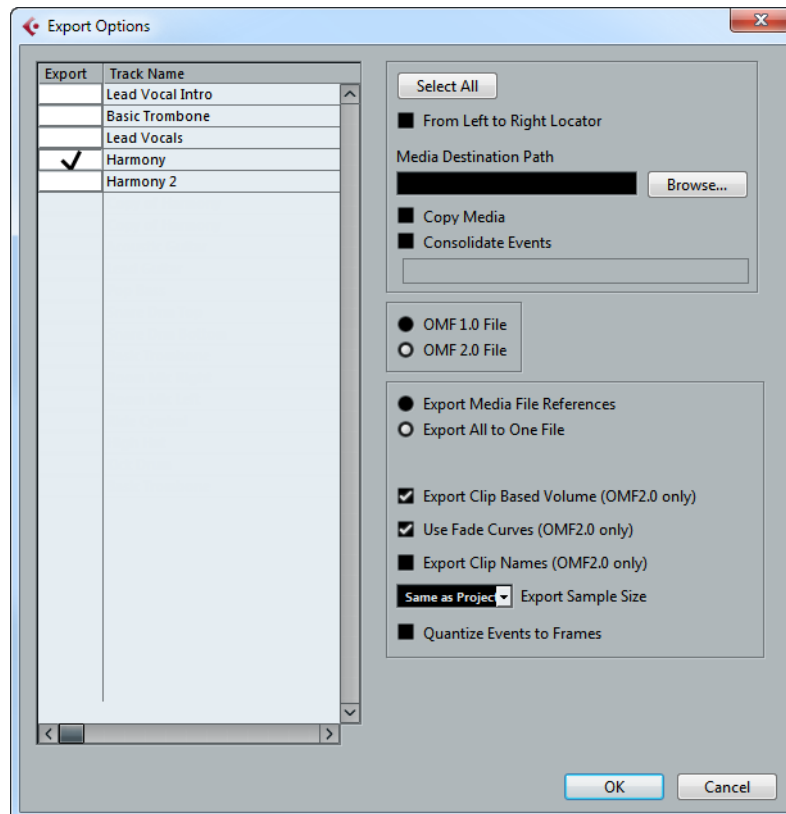 Export Options
Export Track Name
Lead Vocal Intro
Basic Trombone
Lead Vocals
Harmony
Harmony 2
Select All
From Left to Right Locator
Media Destination Path
Browse...
Copy Media
Consolidate Events
OMF 1.0 File
OMF 2.0 File
Export Media File References
Export All to One File
Export Clip Based Volume (OMF2.0 only)
Use Fade Curves (OMF2.0 only)
Export Clip Names (OMF2.0 only)
Same as Projec Export Sample Size
Quantize Events to Frames
OK Cancel